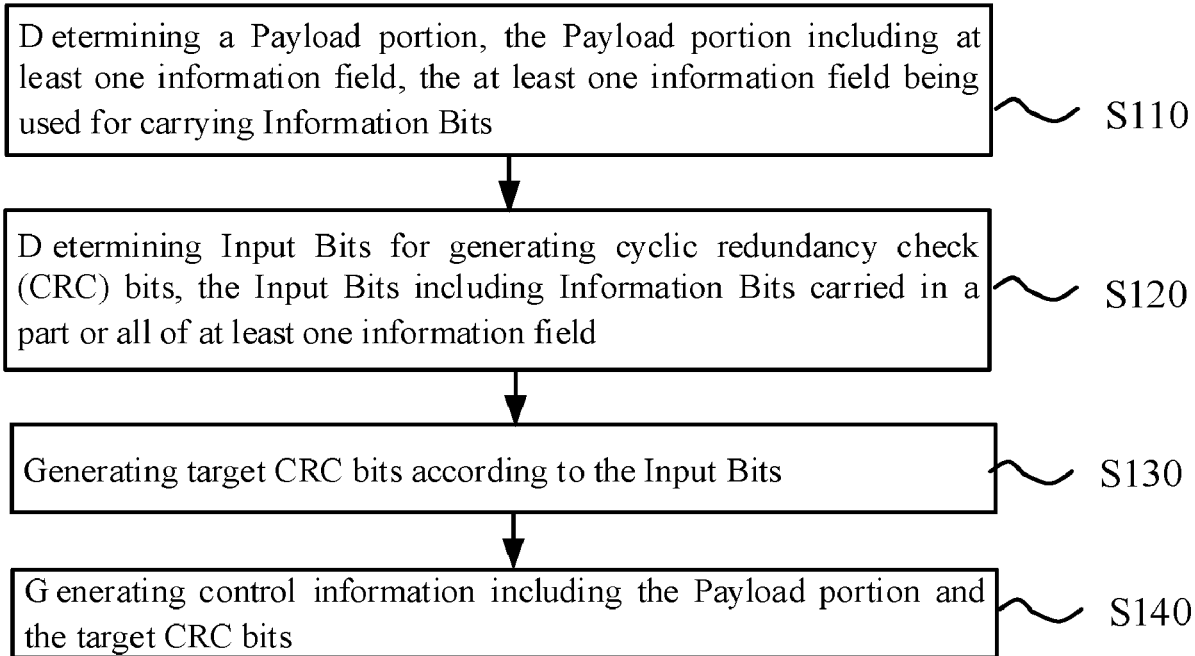 Determining a Payload portion, the Payload portion including at
least one information field, the at least one information field being
used for carrying Information Bits
S110
Determining Input Bits for generating cyclic redundancy check
(CRC) bits, the Input Bits including Information Bits carried in a
part or all of at least one information field
S120
Generating target CRC bits according to the Input Bits
S130
Generating control information including the Payload portion and
the target CRC bits
S140